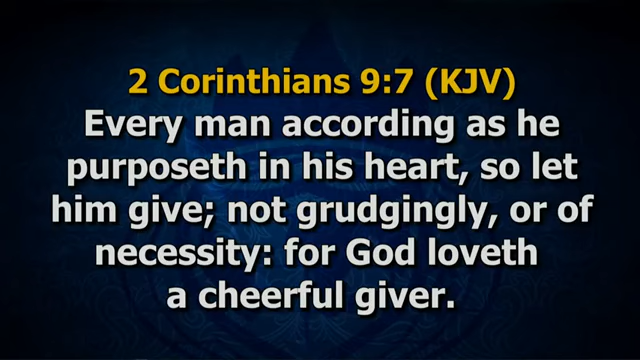 2 Corinthians 9:7 (KJV)
Every man according as he
purposeth in his heart, so let
him give; not grudgingly, or of
necessity: for God loveth
a cheerful giver.